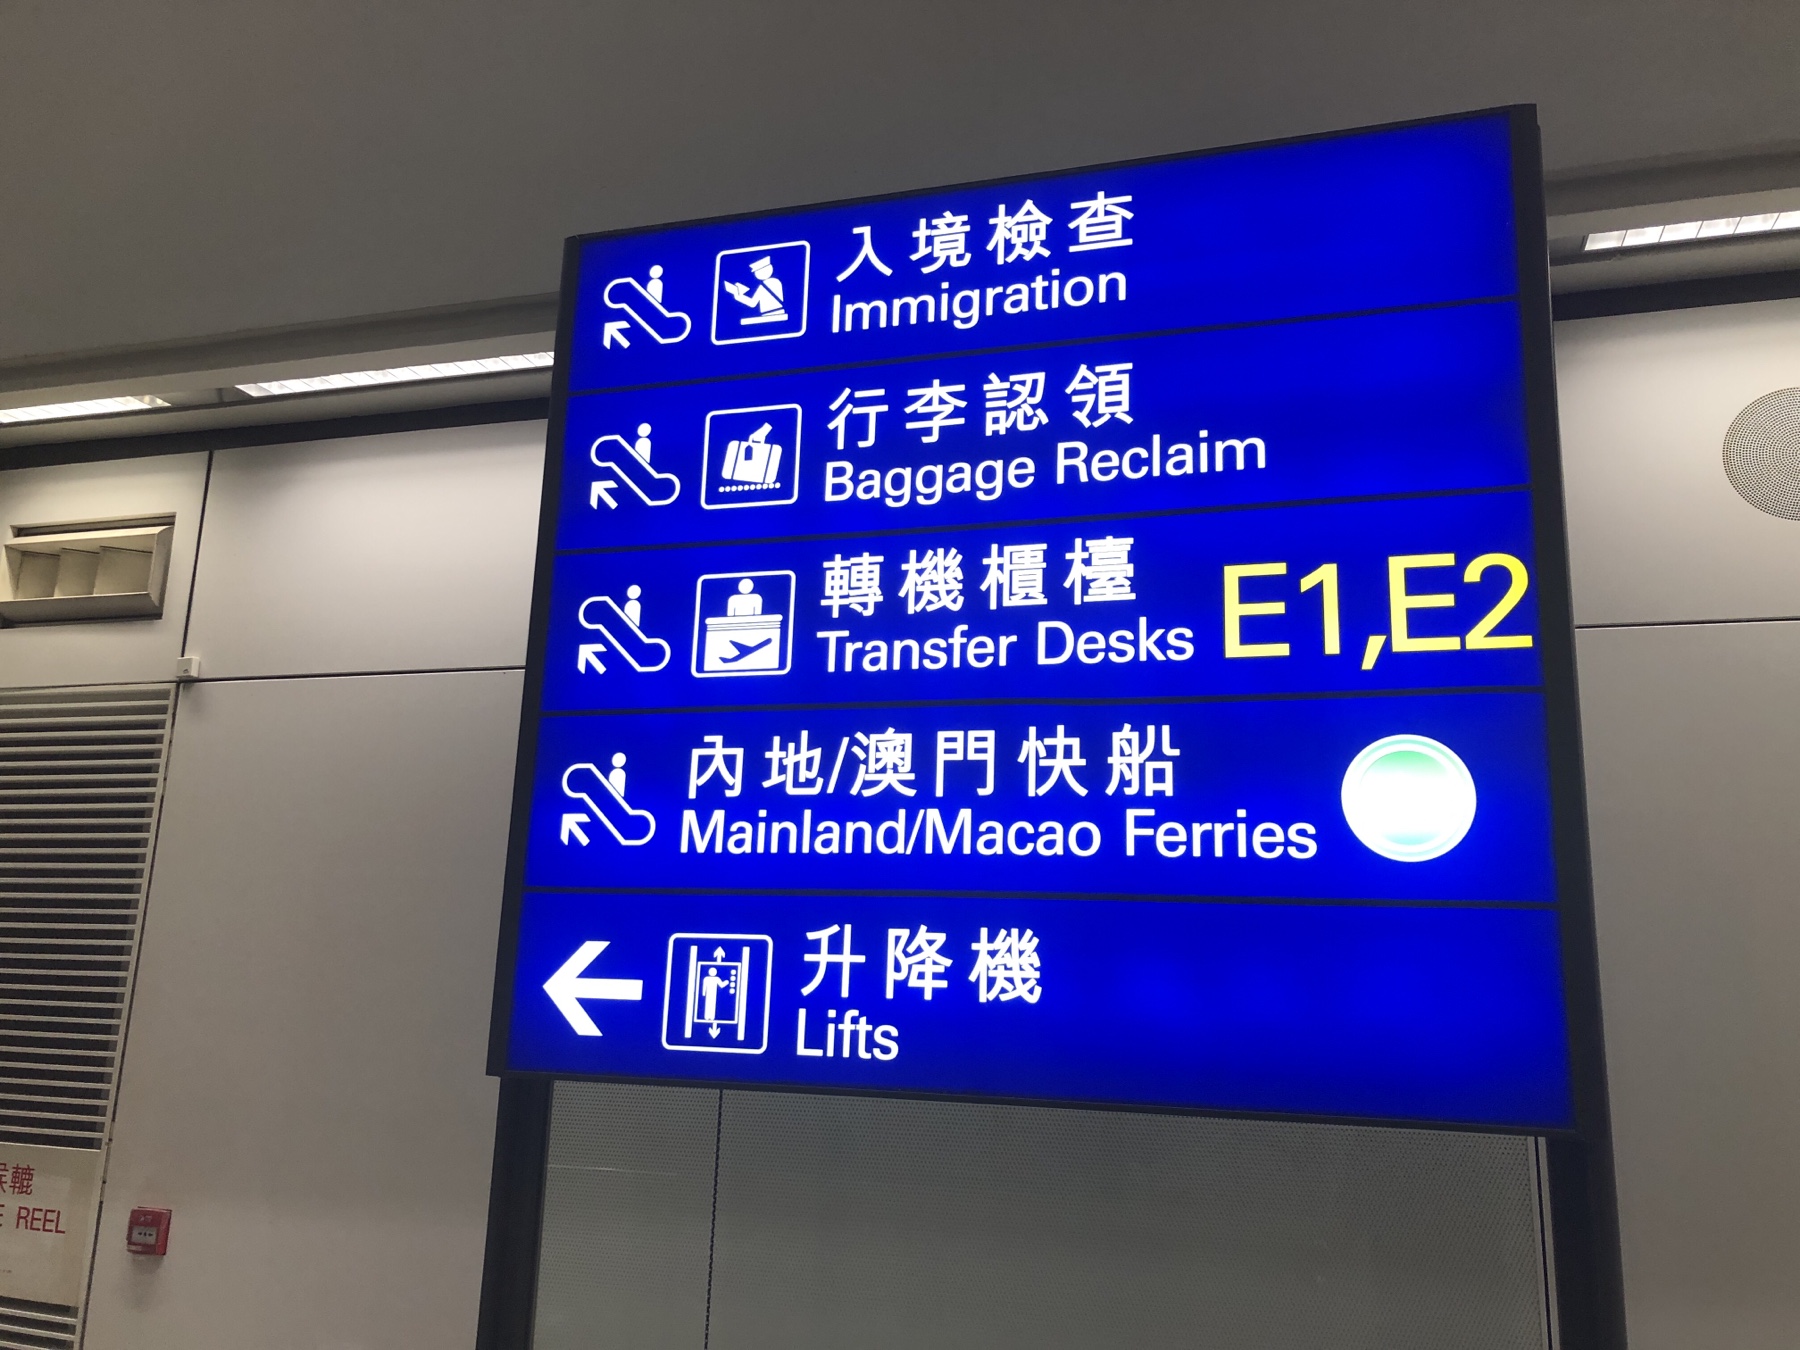 入境檢查
Immigration
行李認領
Baggage Reclaim
轉機櫃檯
Transfer Desks
E1,E2
內地/澳門快船
Mainland/Macao Ferries
升降機
Lifts
轆
REEL